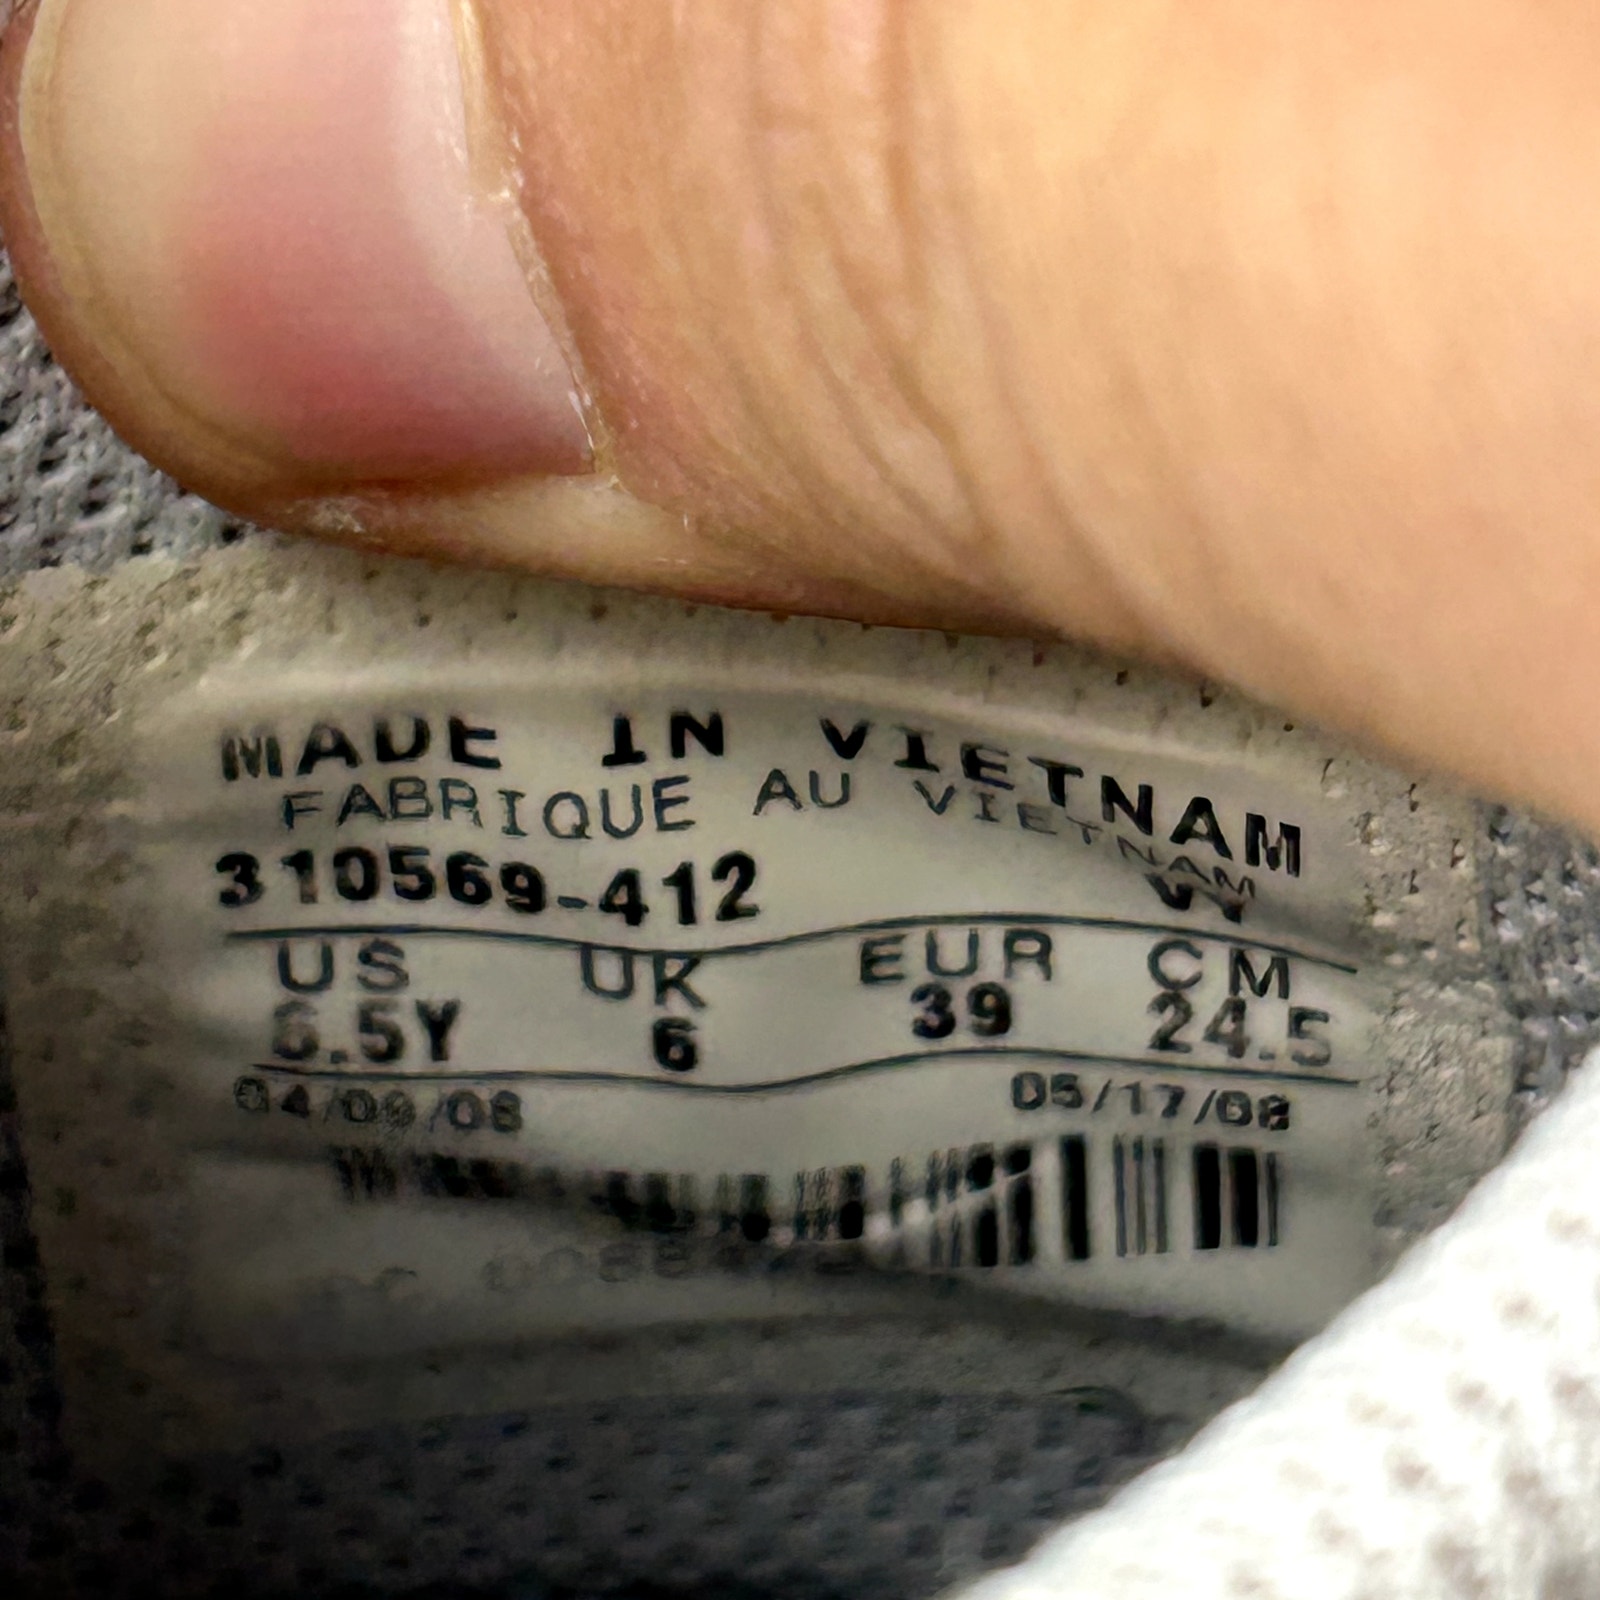 MADE IN VIETNAM
FABRIQUE AU VIETNAM
310569-412 VV
US UK EUR CM
6.5Y 6 39 24.5
04/09/08 05/17/08